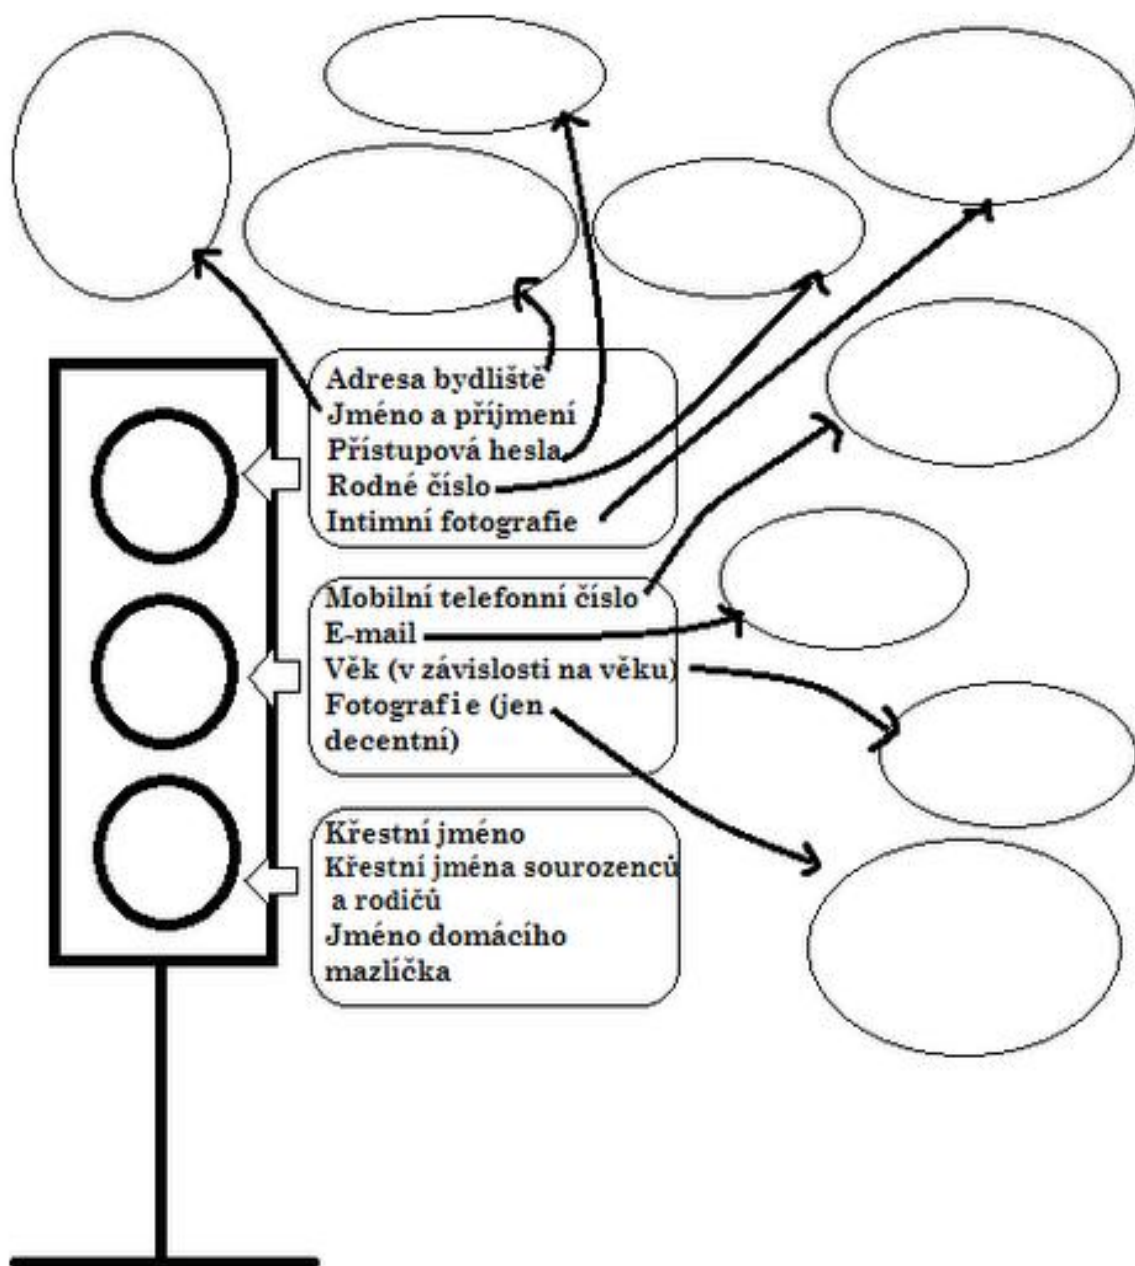 Adresa bydliště
Jméno a příjmení
Přístupová hesla
Rodné číslo
Intimní fotografie
Mobilní telefonní číslo
E-mail
Věk (v závislosti na věku)
Fotografie (jen
decentní)
Křestní jméno
Křestní jména sourozenců
a rodičů
Jméno domácího
mazlíčka